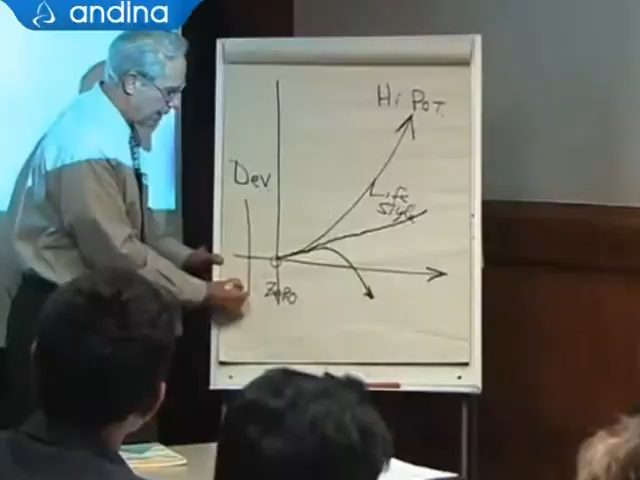 andina
Hi Pot.
Dev
Life
Style
Zero